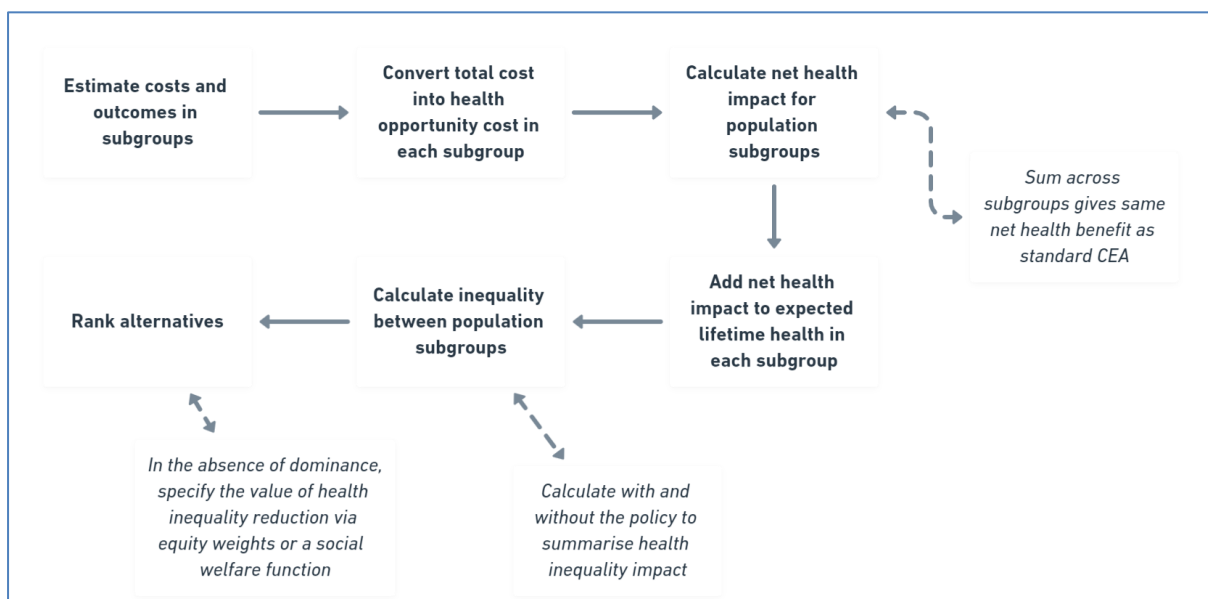 Estimate costs and
outcomes in
subgroups
Convert total cost
into health
opportunity cost in
each subgroup
Calculate net health
impact for
population
subgroups
Sum across
subgroups gives same
net health benefit as
standard CEA
Add net health
impact to expected
lifetime health in
each subgroup
Calculate inequality
between population
subgroups
Rank alternatives
In the absence of dominance,
specify the value of health
inequality reduction via
equity weights or a social
welfare function
Calculate with and
without the policy to
summarise health
inequality impact